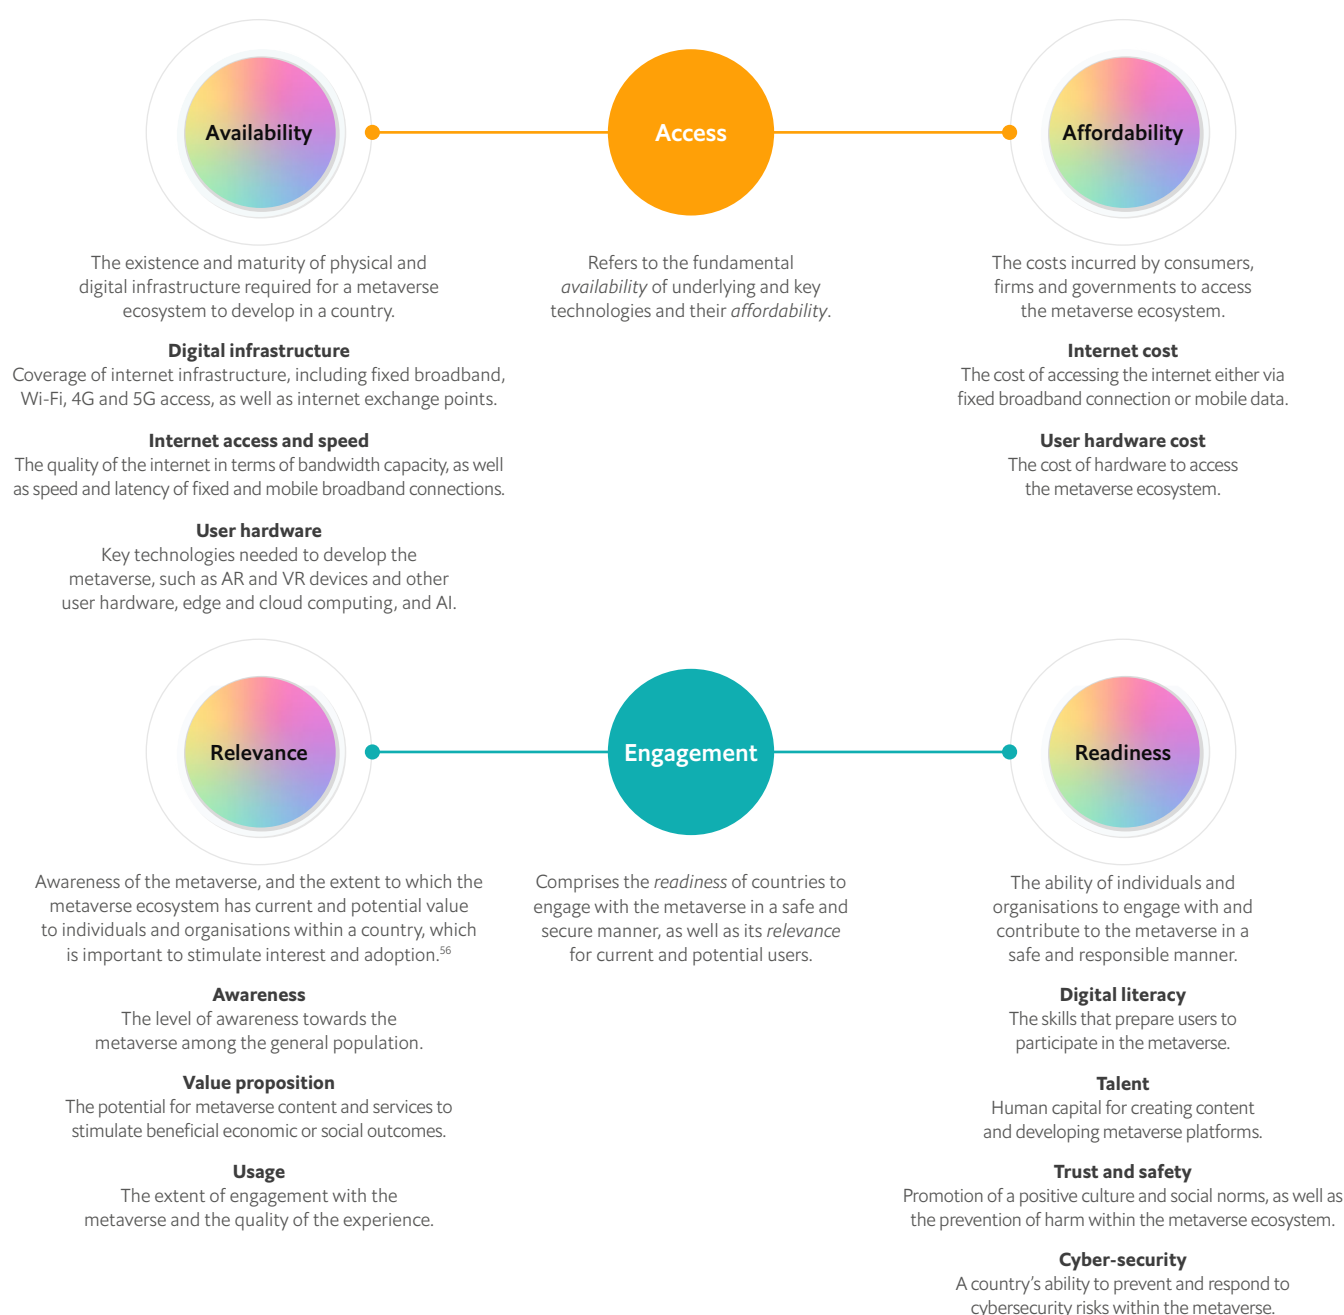 Availability
The existence and maturity of physical and
digital infrastructure required for a metaverse
ecosystem to develop in a country.
Digital infrastructure
Coverage of internet infrastructure, including fixed broadband,
Wi-Fi, 4G and 5G access, as well as internet exchange points.
Internet access and speed
The quality of the internet in terms of bandwidth capacity, as well
as speed and latency of fixed and mobile broadband connections.
User hardware
Key technologies needed to develop the
metaverse, such as AR and VR devices and other
user hardware, edge and cloud computing, and AI.
Access
Refers to the fundamental
availability of underlying and key
technologies and their affordability.
Affordability
The costs incurred by consumers,
firms and governments to access
the metaverse ecosystem.
Internet cost
The cost of accessing the internet either via
fixed broadband connection or mobile data.
User hardware cost
The cost of hardware to access
the metaverse ecosystem.
Relevance
Awareness of the metaverse, and the extent to which the
metaverse ecosystem has current and potential value
to individuals and organisations within a country, which
is important to stimulate interest and adoption.56
Awareness
The level of awareness towards the
metaverse among the general population.
Value proposition
The potential for metaverse content and services to
stimulate beneficial economic or social outcomes.
Usage
The extent of engagement with the
metaverse and the quality of the experience.
Engagement
Comprises the readiness of countries to
engage with the metaverse in a safe and
secure manner, as well as its relevance
for current and potential users.
Readiness
The ability of individuals and
organisations to engage with and
contribute to the metaverse in a
safe and responsible manner.
Digital literacy
The skills that prepare users to
participate in the metaverse.
Talent
Human capital for creating content
and developing metaverse platforms.
Trust and safety
Promotion of a positive culture and social norms, as well as
the prevention of harm within the metaverse ecosystem.
Cyber-security
A country's ability to prevent and respond to
cybersecurity risks within the metaverse.